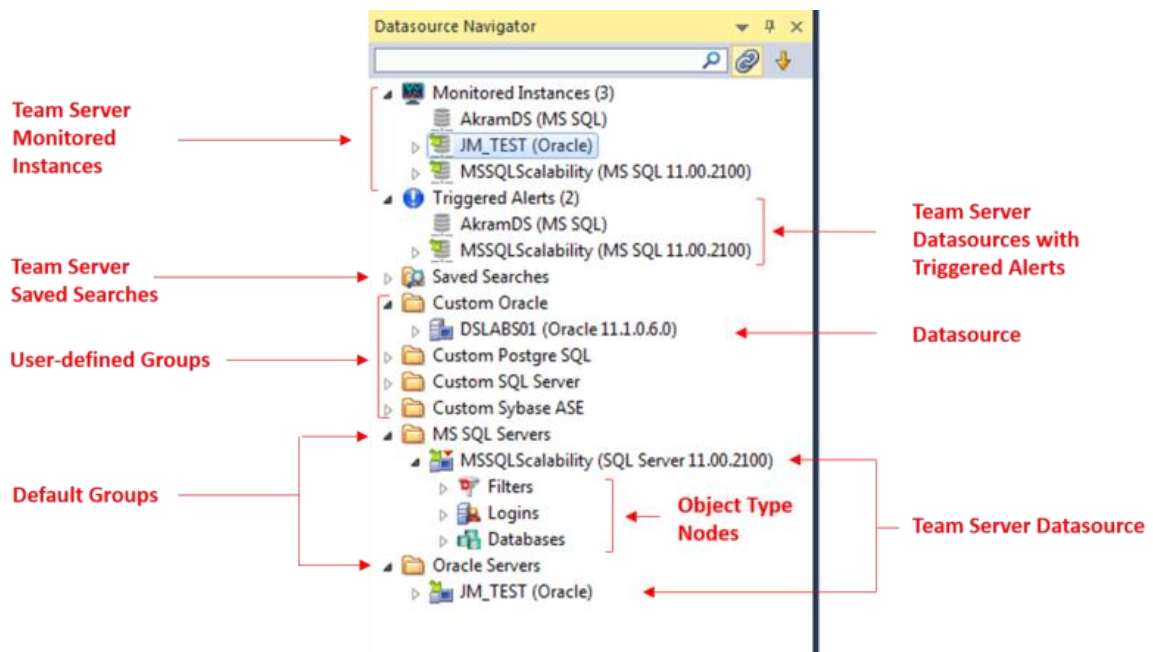 Datasource Navigator
Monitored Instances (3)
AkramDS (MS SQL)
JM_TEST (Oracle)
MSSQLScalability (MS SQL 11.00.2100)
Triggered Alerts (2)
AkramDS (MS SQL)
MSSQLScalability (MS SQL 11.00.2100)
Saved Searches
Custom Oracle
DSLABS01 (Oracle 11.1.0.6.0)
Custom Postgre SQL
Custom SQL Server
Custom Sybase ASE
MS SQL Servers
MSSQLScalability (SQL Server 11.00.2100)
Filters
Logins
Databases
Oracle Servers
JM_TEST (Oracle)
Team Server
Monitored
Instances
Team Server
Saved Searches
User-defined Groups
Default Groups
Team Server
Datasources with
Triggered Alerts
Datasource
Object Type
Nodes
Team Server Datasource